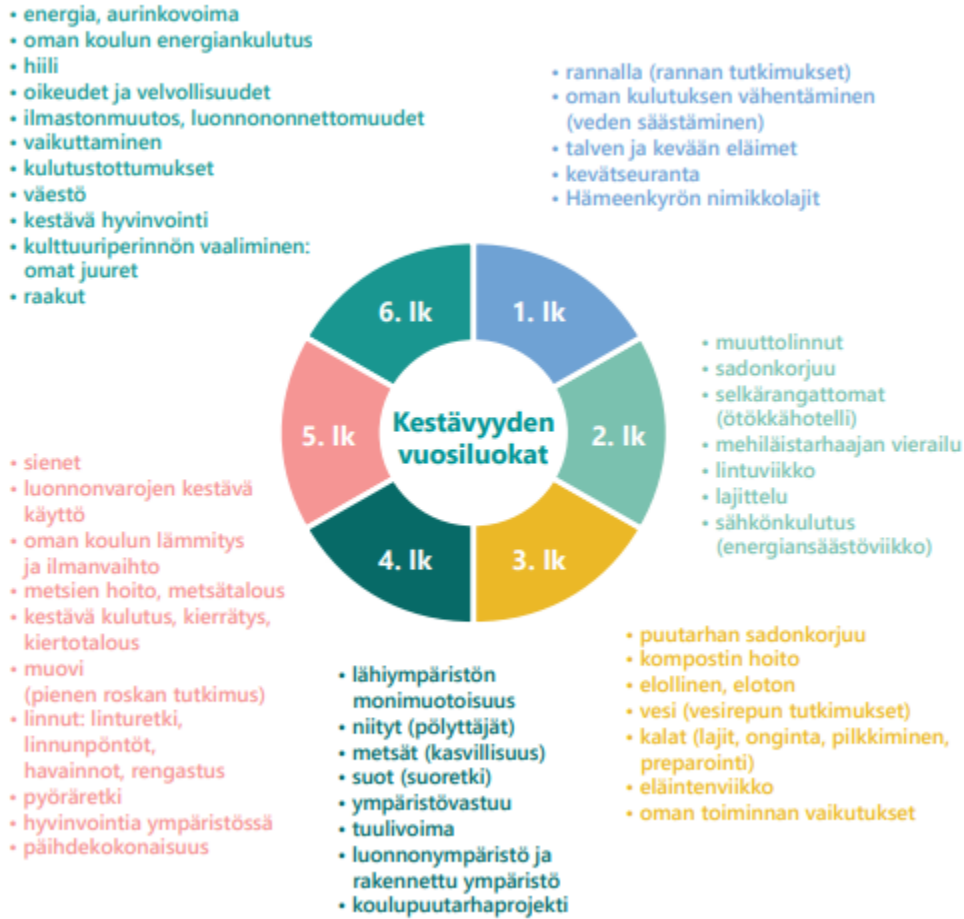 • energia, aurinkovoima
• oman koulun energiankulutus
• hiili
• oikeudet ja velvollisuudet
• ilmastonmuutos, luonnononnettomuudet
• vaikuttaminen
• kulutustottumukset
• väestö
• kestävä hyvinvointi
• kulttuuriperinnön vaaliminen:
omat juuret
• raakut
• rannalla (rannan tutkimukset)
• oman kulutuksen vähentäminen
(veden säästäminen)
• talven ja kevään eläimet
• kevätseuranta
• Hämeenkyrön nimikkolajit
6. lk
1. lk
5. lk
Kestävyyden
vuosiluokat
2. lk
4. lk
3. lk
• muuttolinnut
• sadonkorjuu
• selkärangattomat
(ötökkähotelli)
• mehiläistarhaajan vierailu
• lintuviikko
• lajittelu
• sähkönkulutus
(energiansäästöviikko)
• sienet
• luonnonvarojen kestävä
käyttö
• oman koulun lämmitys
ja ilmanvaihto
• metsien hoito, metsätalous
• kestävä kulutus, kierrätys,
kiertotalous
• muovi
(pienen roskan tutkimus)
• linnut: linturetki,
linnunpöntöt,
havainnot, rengastus
• pyöräretki
• hyvinvointia ympäristössä
• päihdekokonaisuus
• lähiympäristön
monimuotoisuus
• niityt (pölyttäjät)
• metsät (kasvillisuus)
• suot (suoretki)
• ympäristövastuu
• tuulivoima
• luonnonympäristö ja
rakennettu ympäristö
• koulupuutarhaprojekti
• puutarhan sadonkorjuu
• kompostin hoito
• elollinen, eloton
• vesi (vesirepun tutkimukset)
• kalat (lajit, onginta, pilkkiminen,
preparointi)
• eläintenviikko
• oman toiminnan vaikutukset